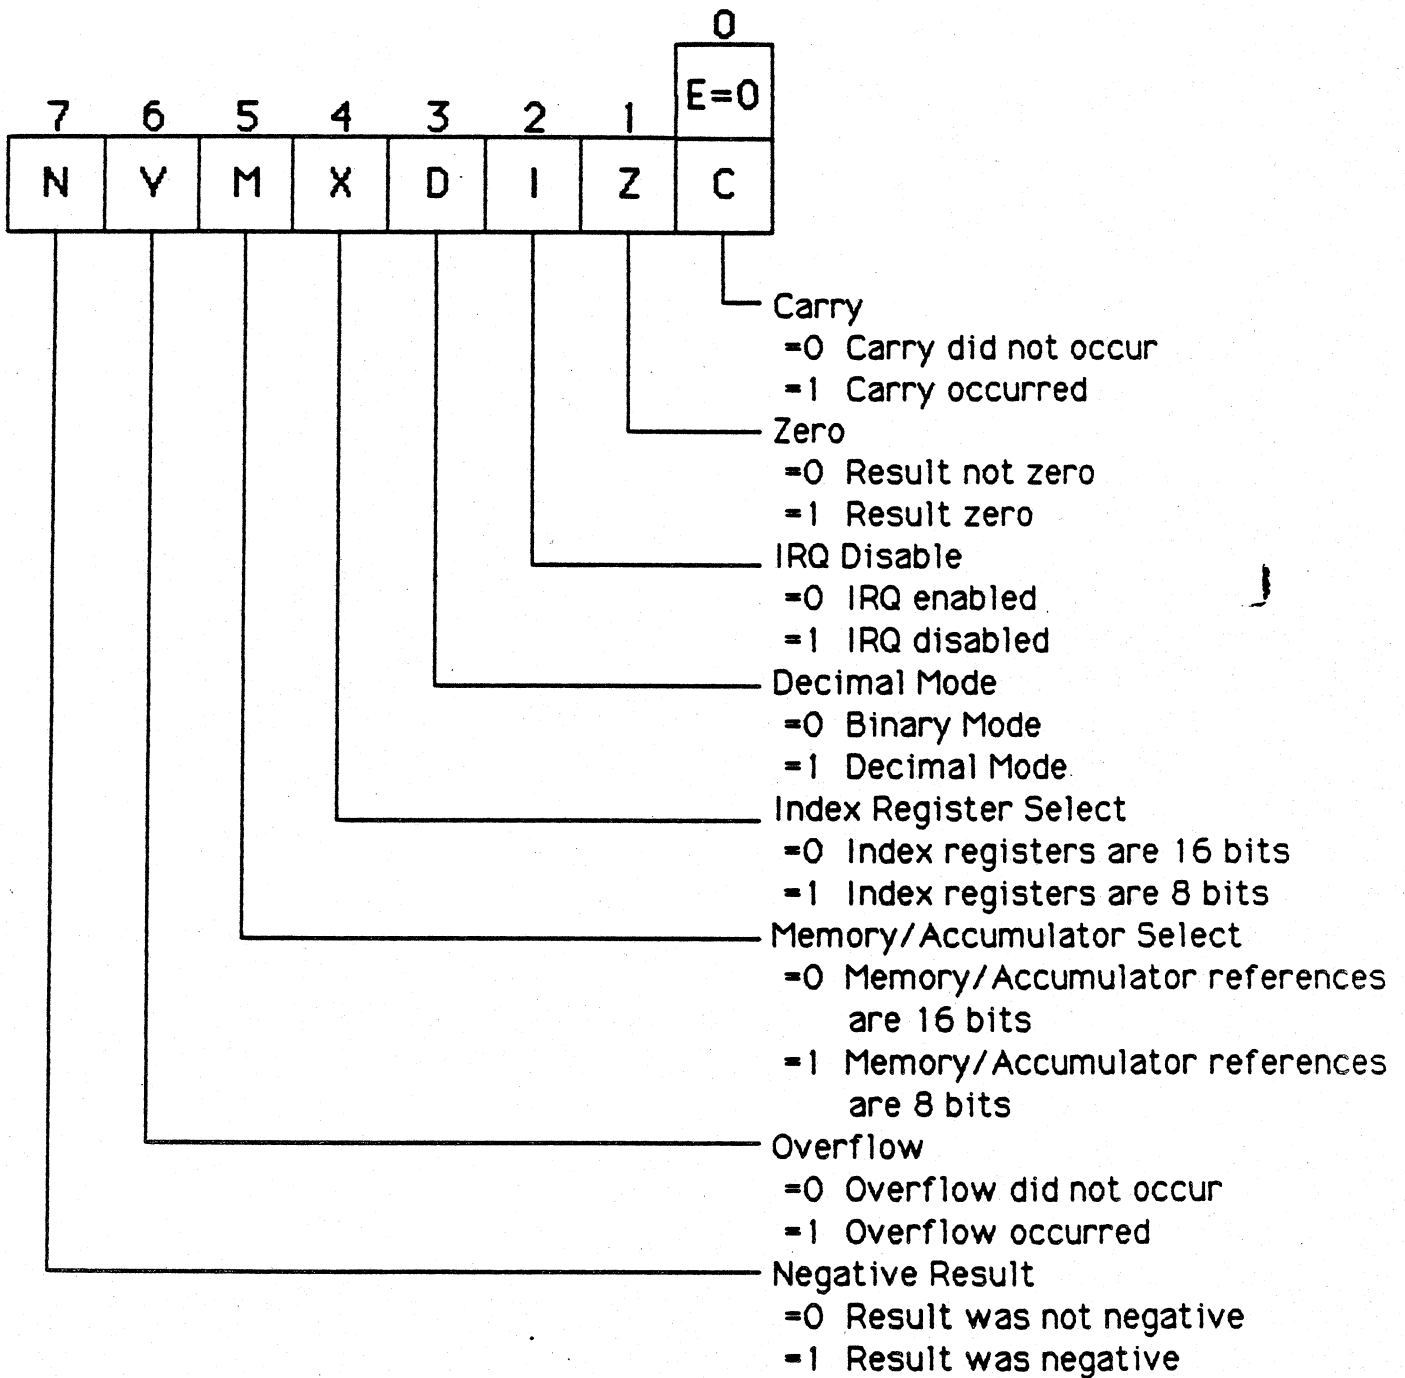 0
E=0
7 6 5 4 3 2 1
N V M X D I Z C
Carry
=0 Carry did not occur
=1 Carry occurred
Zero
=0 Result not zero
=1 Result zero
IRQ Disable
=0 IRQ enabled
=1 IRQ disabled
Decimal Mode
=0 Binary Mode
=1 Decimal Mode
Index Register Select
=0 Index registers are 16 bits
=1 Index registers are 8 bits
Memory/Accumulator Select
=0 Memory/Accumulator references
are 16 bits
=1 Memory/Accumulator references
are 8 bits
Overflow
=0 Overflow did not occur
=1 Overflow occurred
Negative Result
=0 Result was not negative
=1 Result was negative